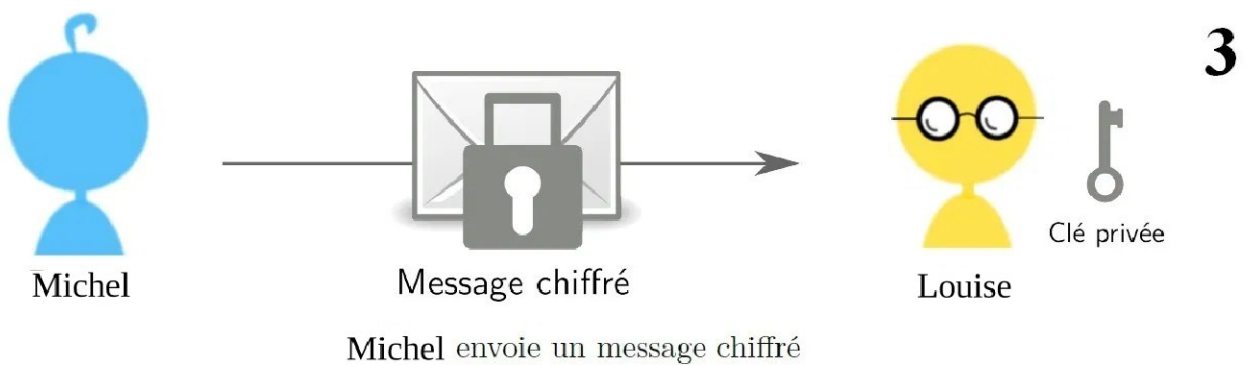 3
Clé privée
Michel
Message chiffré
Louise
Michel envoie un message chiffré